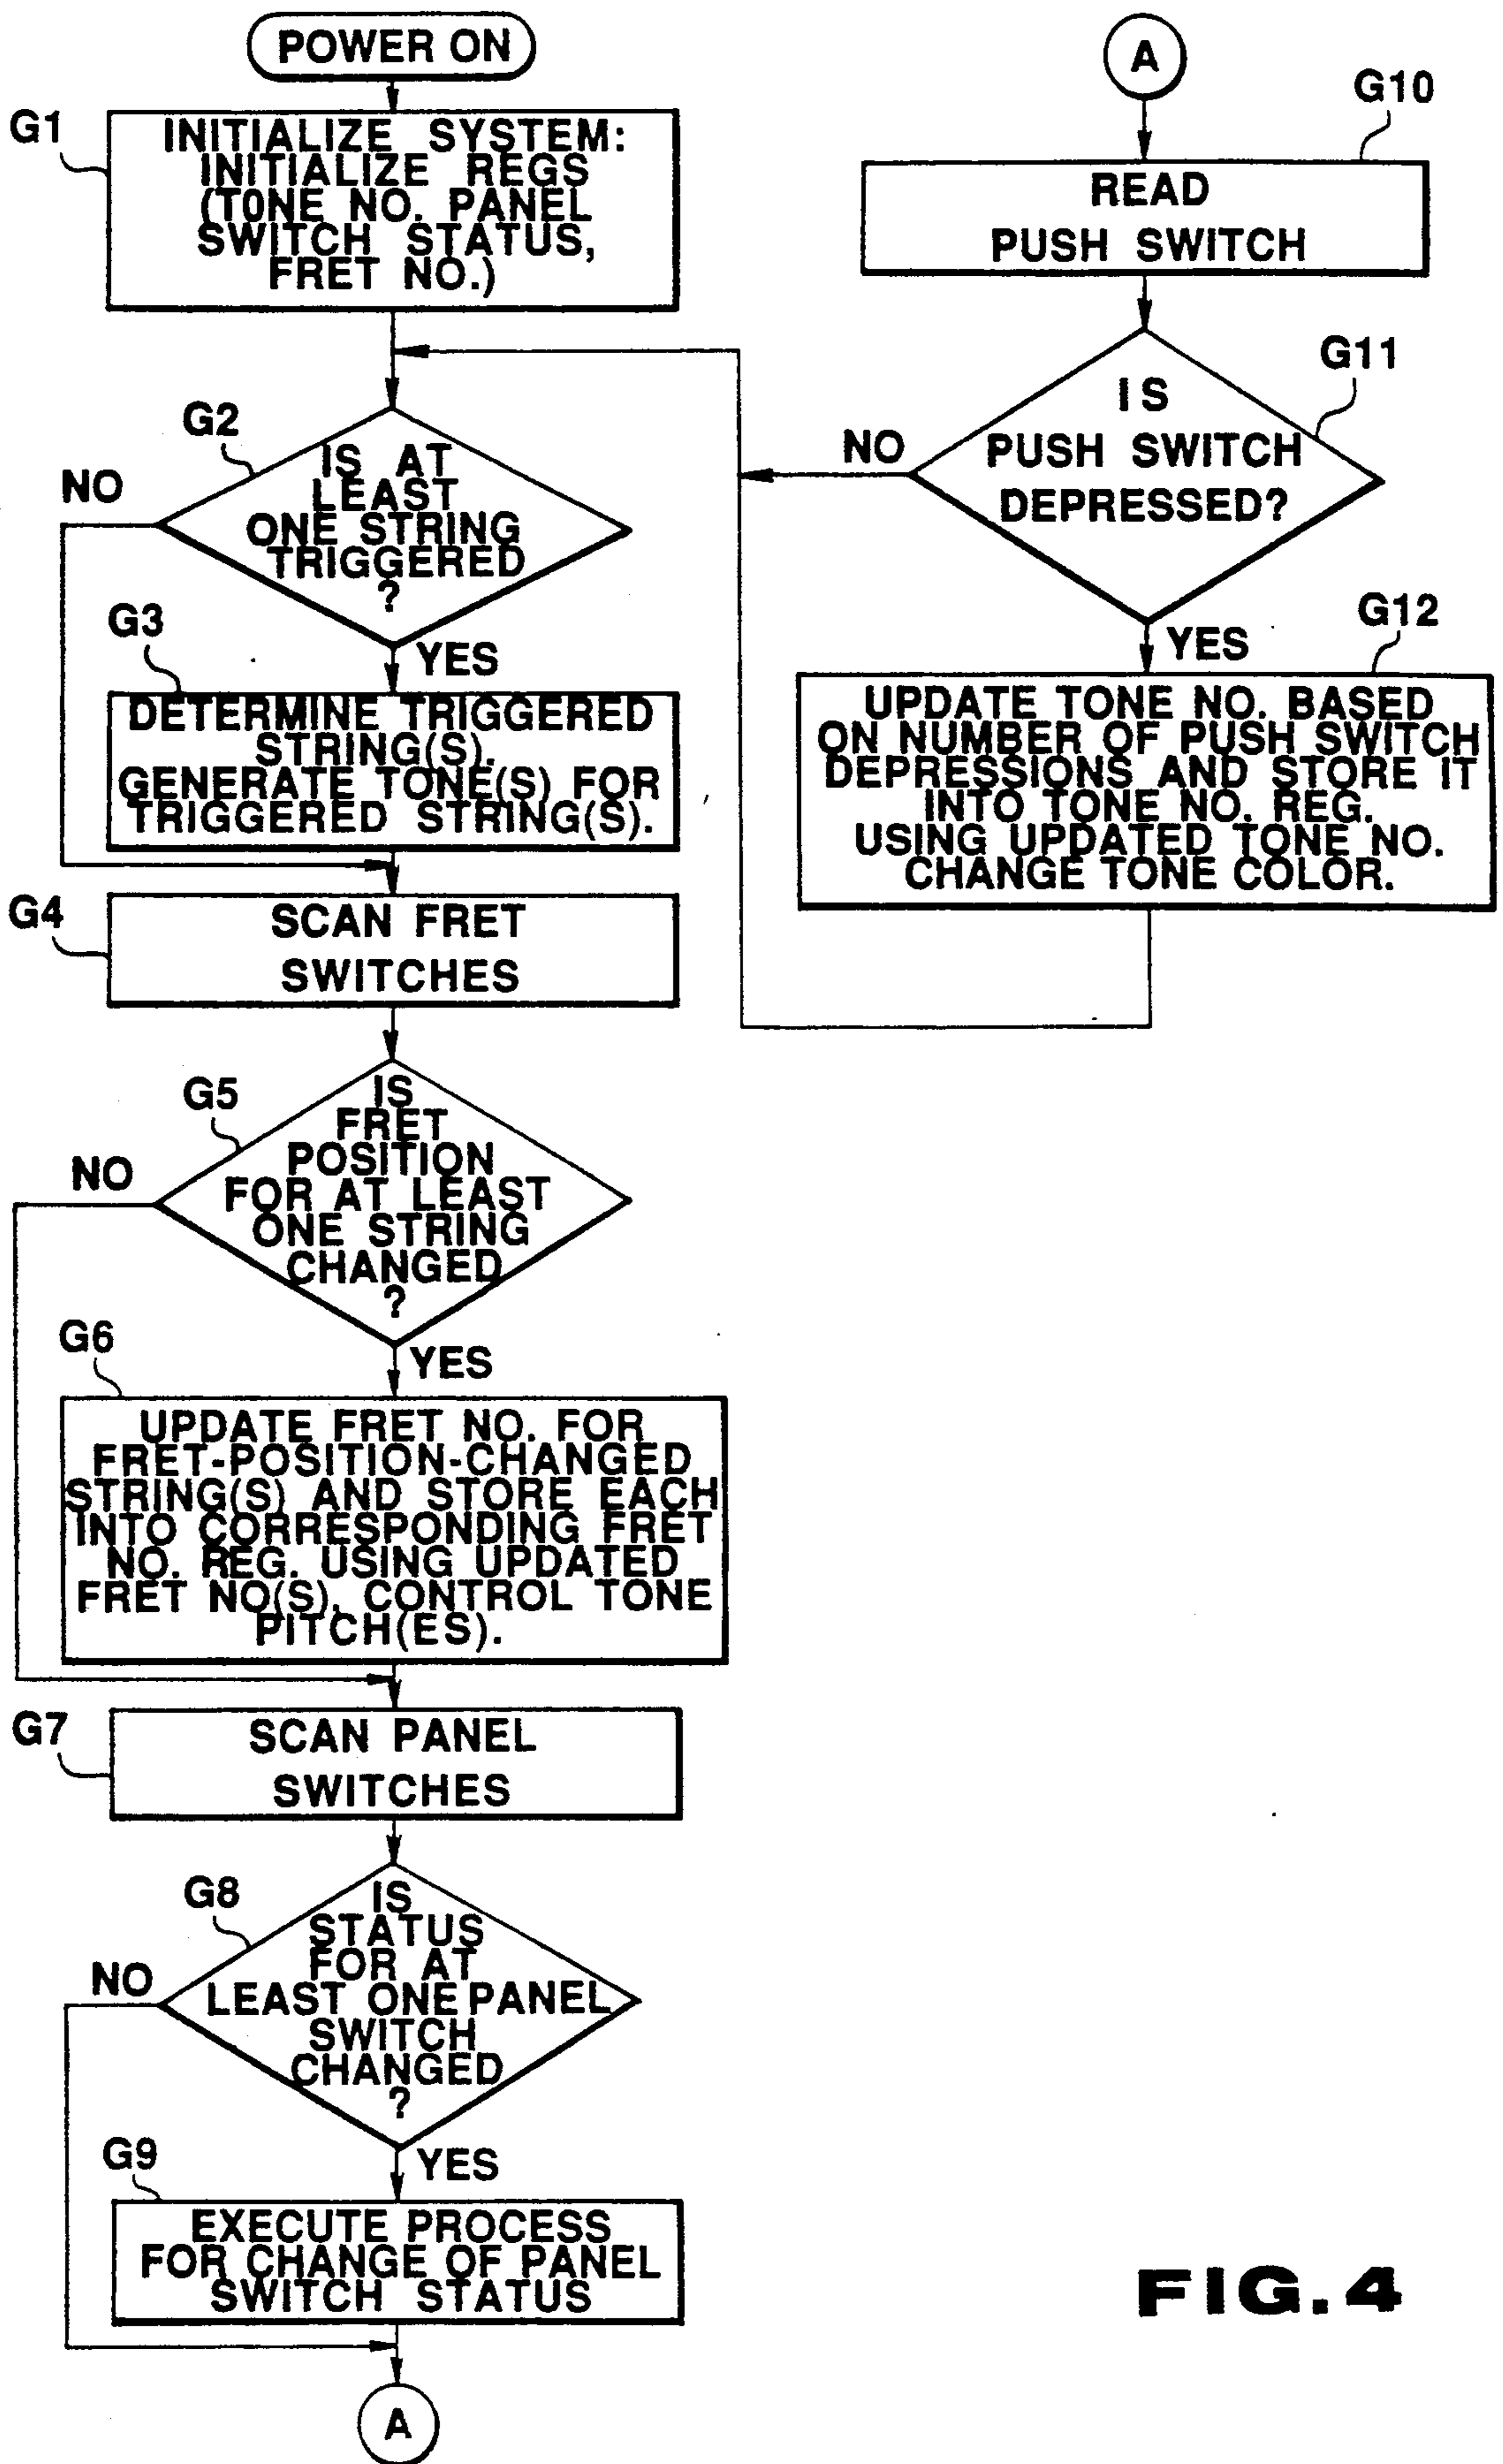 POWER ON
G1
INITIALIZE SYSTEM:
INITIALIZE REGS
(TONE NO. PANEL
SWITCH STATUS,
FRET NO.)
G2
IS AT
LEAST
ONE STRING
TRIGGERED
?
NO
YES
G3
DETERMINE TRIGGERED
STRING(S).
GENERATE TONE(S) FOR
TRIGGERED STRING(S).
G4
SCAN FRET
SWITCHES
G5
IS
FRET
POSITION
FOR AT LEAST
ONE STRING
CHANGED
?
NO
YES
G6
UPDATE FRET NO. FOR
FRET-POSITION-CHANGED
STRING(S) AND STORE EACH
INTO CORRESPONDING FRET
NO. REG. USING UPDATED
FRET NO(S), CONTROL TONE
PITCH(ES).
G7
SCAN PANEL
SWITCHES
G8
IS
STATUS
FOR AT
LEAST ONE PANEL
SWITCH
CHANGED
?
NO
YES
G9
EXECUTE PROCESS
FOR CHANGE OF PANEL
SWITCH STATUS
A
A
G10
READ
PUSH SWITCH
G11
IS
PUSH SWITCH
DEPRESSED?
NO
YES
G12
UPDATE TONE NO. BASED
ON NUMBER OF PUSH SWITCH
DEPRESSIONS AND STORE IT
INTO TONE NO. REG.
USING UPDATED TONE NO.
CHANGE TONE COLOR.
FIG.4